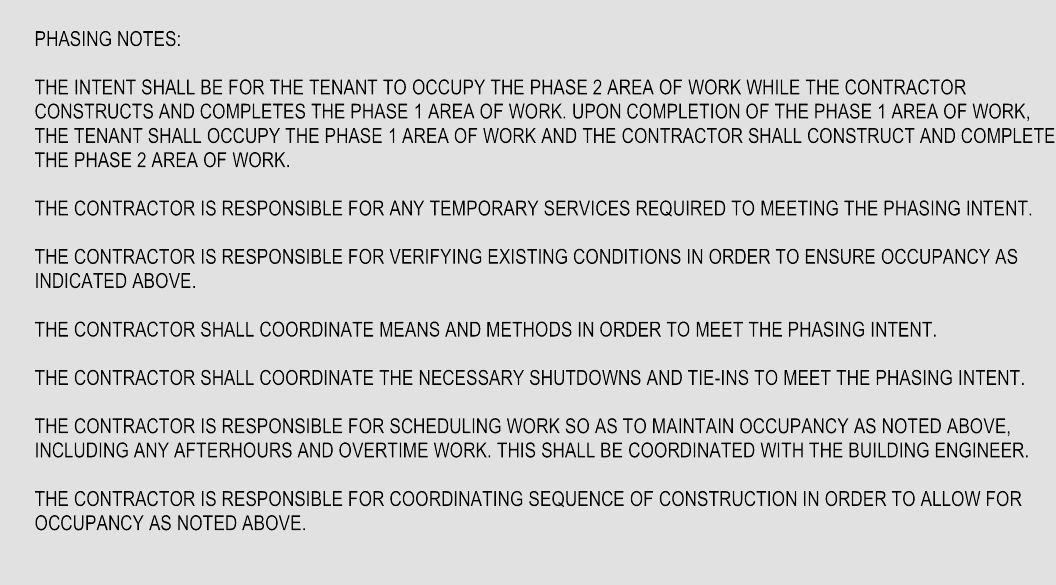 PHASING NOTES:
THE INTENT SHALL BE FOR THE TENANT TO OCCUPY THE PHASE 2 AREA OF WORK WHILE THE CONTRACTOR
CONSTRUCTS AND COMPLETES THE PHASE 1 AREA OF WORK. UPON COMPLETION OF THE PHASE 1 AREA OF WORK,
THE TENANT SHALL OCCUPY THE PHASE 1 AREA OF WORK AND THE CONTRACTOR SHALL CONSTRUCT AND COMPLETE
THE PHASE 2 AREA OF WORK.
THE CONTRACTOR IS RESPONSIBLE FOR ANY TEMPORARY SERVICES REQUIRED TO MEETING THE PHASING INTENT.
THE CONTRACTOR IS RESPONSIBLE FOR VERIFYING EXISTING CONDITIONS IN ORDER TO ENSURE OCCUPANCY AS
INDICATED ABOVE.
THE CONTRACTOR SHALL COORDINATE MEANS AND METHODS IN ORDER TO MEET THE PHASING INTENT.
THE CONTRACTOR SHALL COORDINATE THE NECESSARY SHUTDOWNS AND TIE-INS TO MEET THE PHASING INTENT.
THE CONTRACTOR IS RESPONSIBLE FOR SCHEDULING WORK SO AS TO MAINTAIN OCCUPANCY AS NOTED ABOVE,
INCLUDING ANY AFTERHOURS AND OVERTIME WORK. THIS SHALL BE COORDINATED WITH THE BUILDING ENGINEER.
THE CONTRACTOR IS RESPONSIBLE FOR COORDINATING SEQUENCE OF CONSTRUCTION IN ORDER TO ALLOW FOR
OCCUPANCY AS NOTED ABOVE.